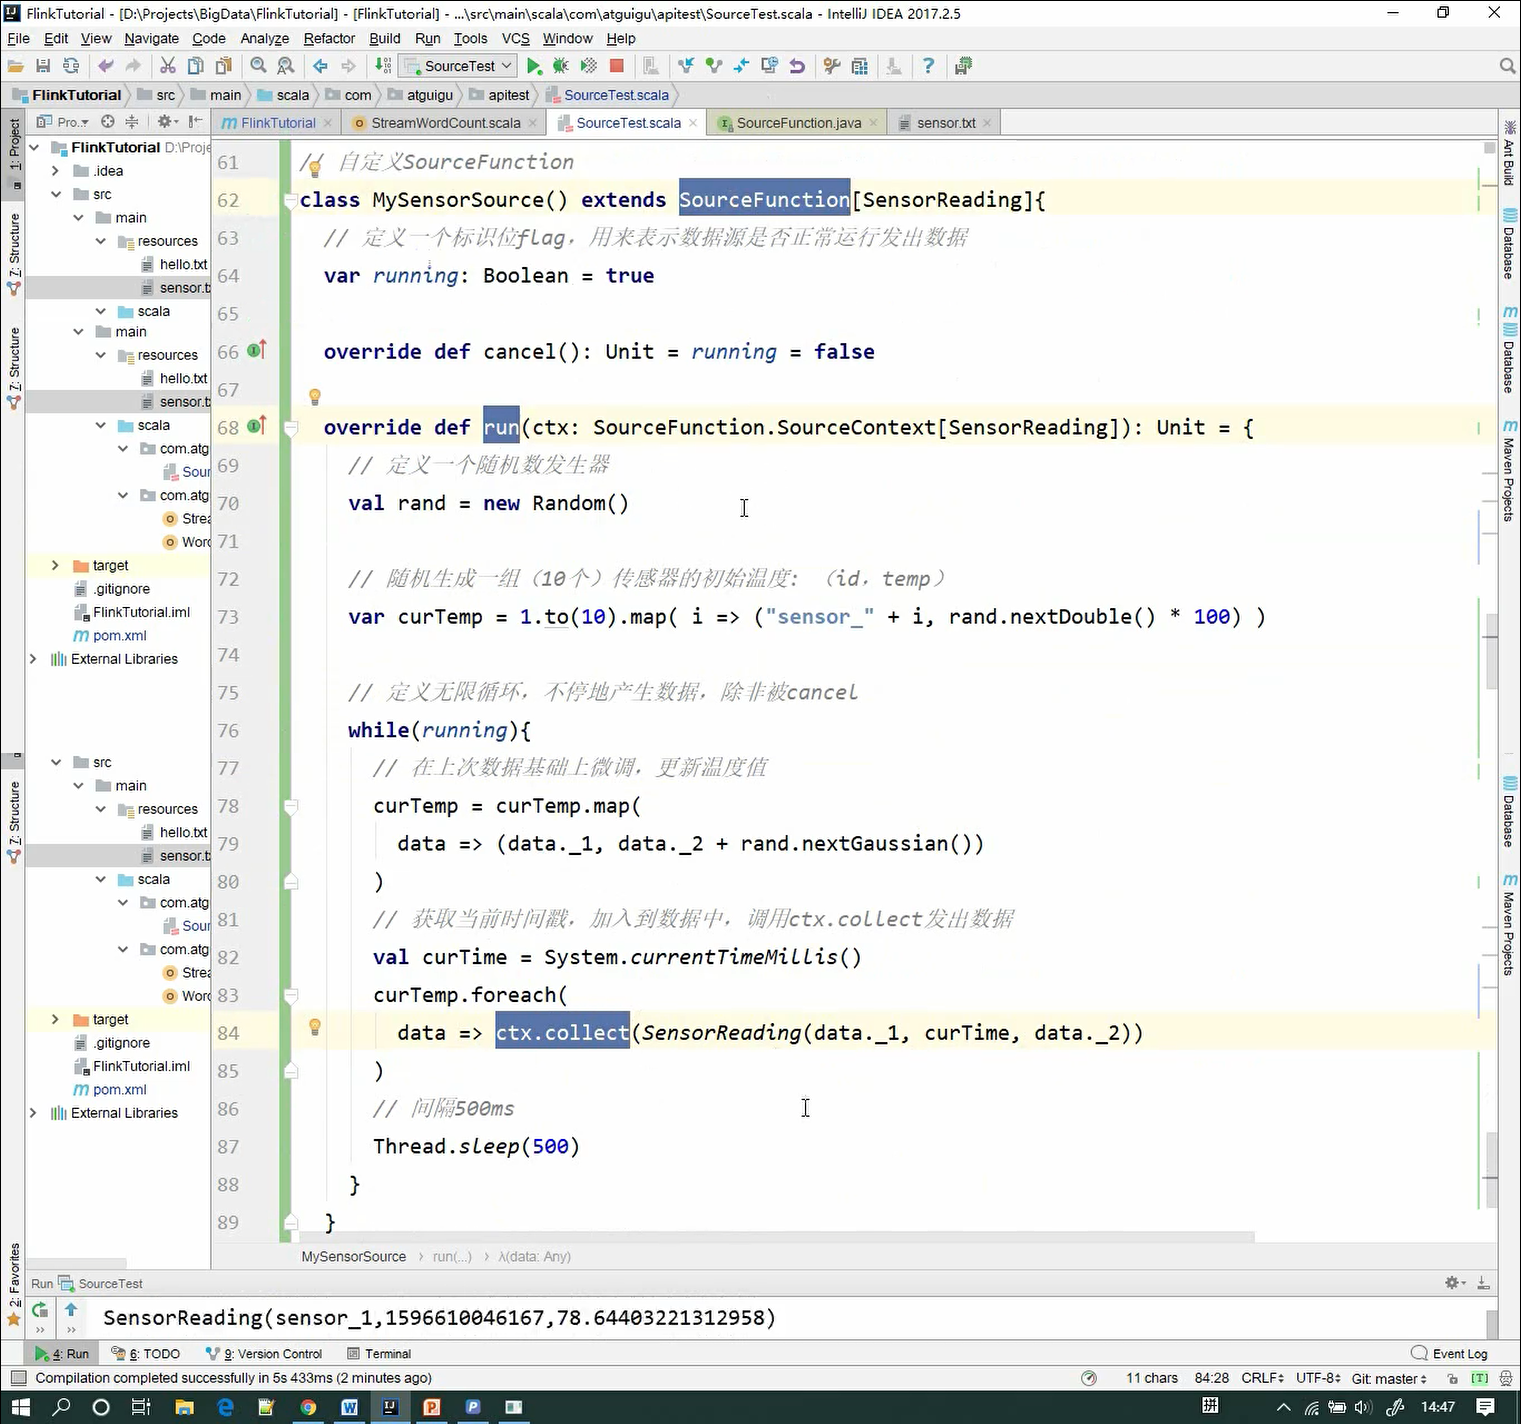 FlinkTutorial - [D:\Projects\BigData\FlinkTutorial] - [FlinkTutorial] - ...\src\main\scala\com\atguigu\apitest\SourceTest.scala - IntelliJ IDEA 2017.2.5
File Edit View Navigate Code Analyze Refactor Build Run Tools VCS Window Help
SourceTest
FlinkTutorial src main scala com atguigu apitest SourceTest.scala
Pro.. FlinkTutorial StreamWordCount.scala SourceTest.scala SourceFunction.java sensor.txt
1: Project
7: Structure
7: Structure
7: Structure
2: Favorites
FlinkTutorial D:\Proje
.idea
src
main
resources
hello.txt
sensor.t
scala
main
resources
hello.txt
sensor.t
scala
com.atg
Sour
com.atg
Strea
Word
target
.gitignore
FlinkTutorial.iml
pom.xml
External Libraries
src
main
resources
hello.txt
sensor.t
scala
com.atg
Sour
com.atg
Strea
Word
target
.gitignore
FlinkTutorial.iml
pom.xml
External Libraries
61 // 自定义SourceFunction
62 class MySensorSource() extends SourceFunction[SensorReading]{
63 // 定义一个标识位flag，用来表示数据源是否正常运行发出数据
64 var running: Boolean = true
65
66 override def cancel(): Unit = running = false
67
68 override def run(ctx: SourceFunction.SourceContext[SensorReading]): Unit = {
69 // 定义一个随机数发生器
70 val rand = new Random()
71
72 // 随机生成一组（10个）传感器的初始温度：（id，temp）
73 var curTemp = 1.to(10).map( i => ("sensor_" + i, rand.nextDouble() * 100) )
74
75 // 定义无限循环，不停地产生数据，除非被cancel
76 while(running){
77 // 在上次数据基础上微调，更新温度值
78 curTemp = curTemp.map(
79 data => (data._1, data._2 + rand.nextGaussian())
80 )
81 // 获取当前时间戳，加入到数据中，调用ctx.collect发出数据
82 val curTime = System.currentTimeMillis()
83 curTemp.foreach(
84 data => ctx.collect(SensorReading(data._1, curTime, data._2))
85 )
86 // 间隔500ms
87 Thread.sleep(500)
88 }
89 }
Ant Build
Database
Database
Maven Projects
Database
Maven Projects
MySensorSource run(...) λ(data: Any)
Run SourceTest
SensorReading(sensor_1,1596610046167,78.64403221312958)
4: Run 6: TODO 9: Version Control Terminal Event Log
Compilation completed successfully in 5s 433ms (2 minutes ago) 11 chars 84:28 CRLF UTF-8 Git: master [T]
拼 14:47